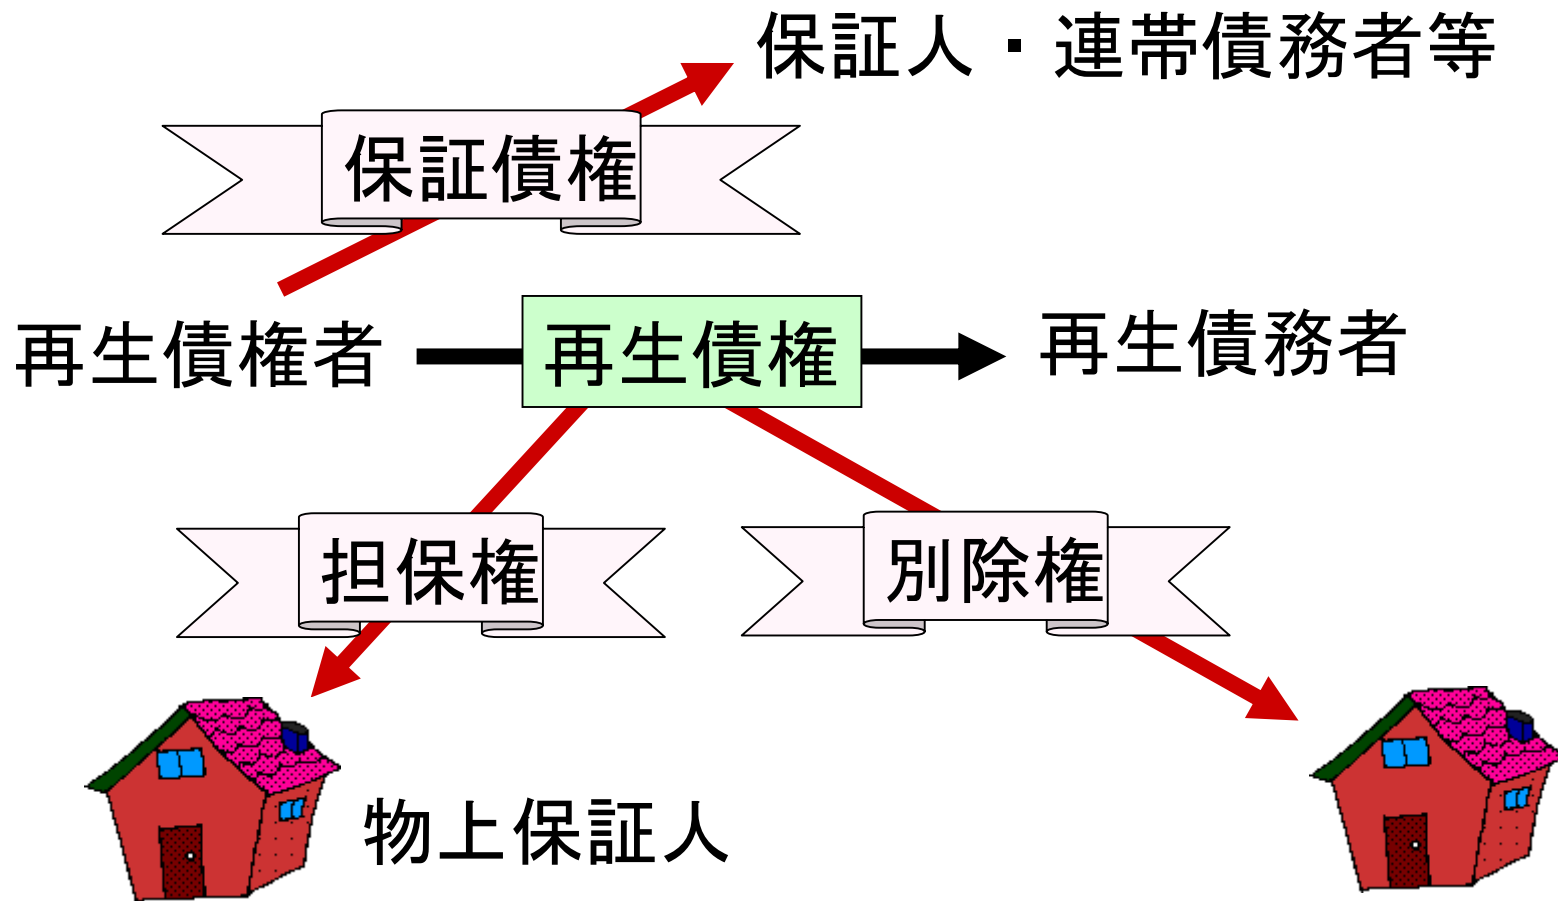 保証人・連帯債務者等
保証債権
再生債権者
再生債権
再生債務者
担保権
別除権
物上保証人